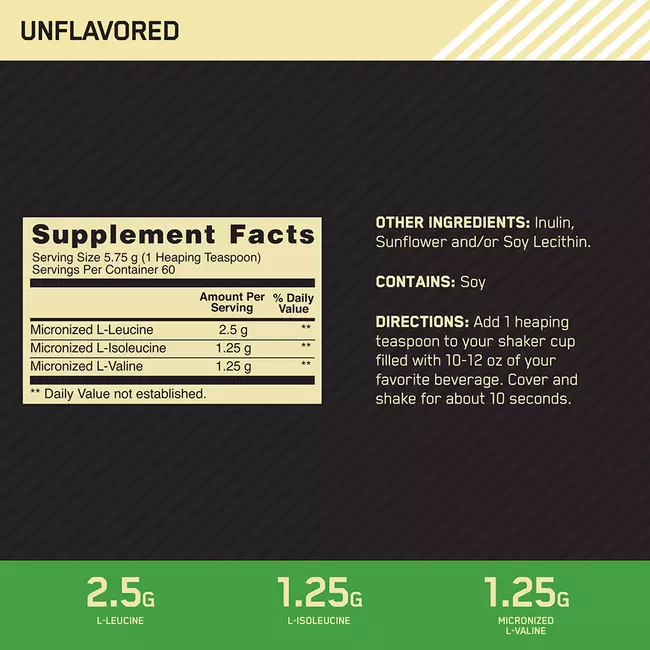 UNFLAVORED
Supplement Facts
Serving Size 5.75 g (1 Heaping Teaspoon)
Servings Per Container 60
Amount Per Serving % Daily Value
Micronized L-Leucine 2.5 g **
Micronized L-Isoleucine 1.25 g **
Micronized L-Valine 1.25 g **
** Daily Value not established.
OTHER INGREDIENTS: Inulin,
Sunflower and/or Soy Lecithin.
CONTAINS: Soy
DIRECTIONS: Add 1 heaping
teaspoon to your shaker cup
filled with 10-12 oz of your
favorite beverage. Cover and
shake for about 10 seconds.
2.5G
L-LEUCINE
1.25G
L-ISOLEUCINE
1.25G
MICRONIZED
L-VALINE